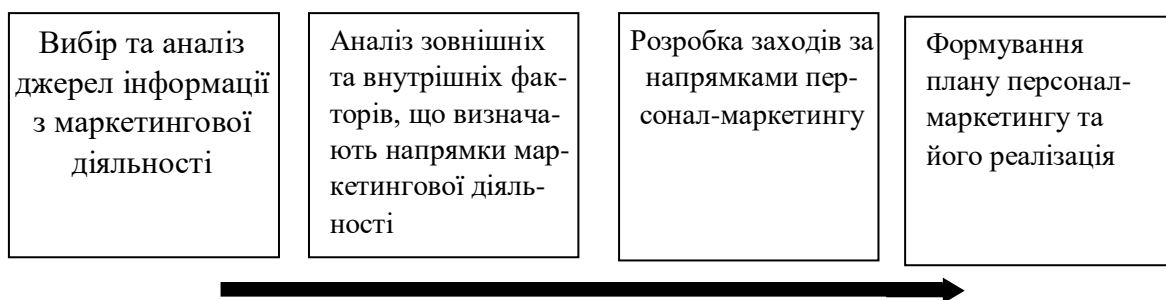 Вибір та аналіз
джерел інформації
з маркетингової
діяльності
Аналіз зовнішніх
та внутрішніх фак-
торів, що визнача-
ють напрямки мар-
кетингової діяль-
ності
Розробка заходів за
напрямками пер-
сонал-маркетингу
Формування
плану персонал-
маркетингу та
його реалізація